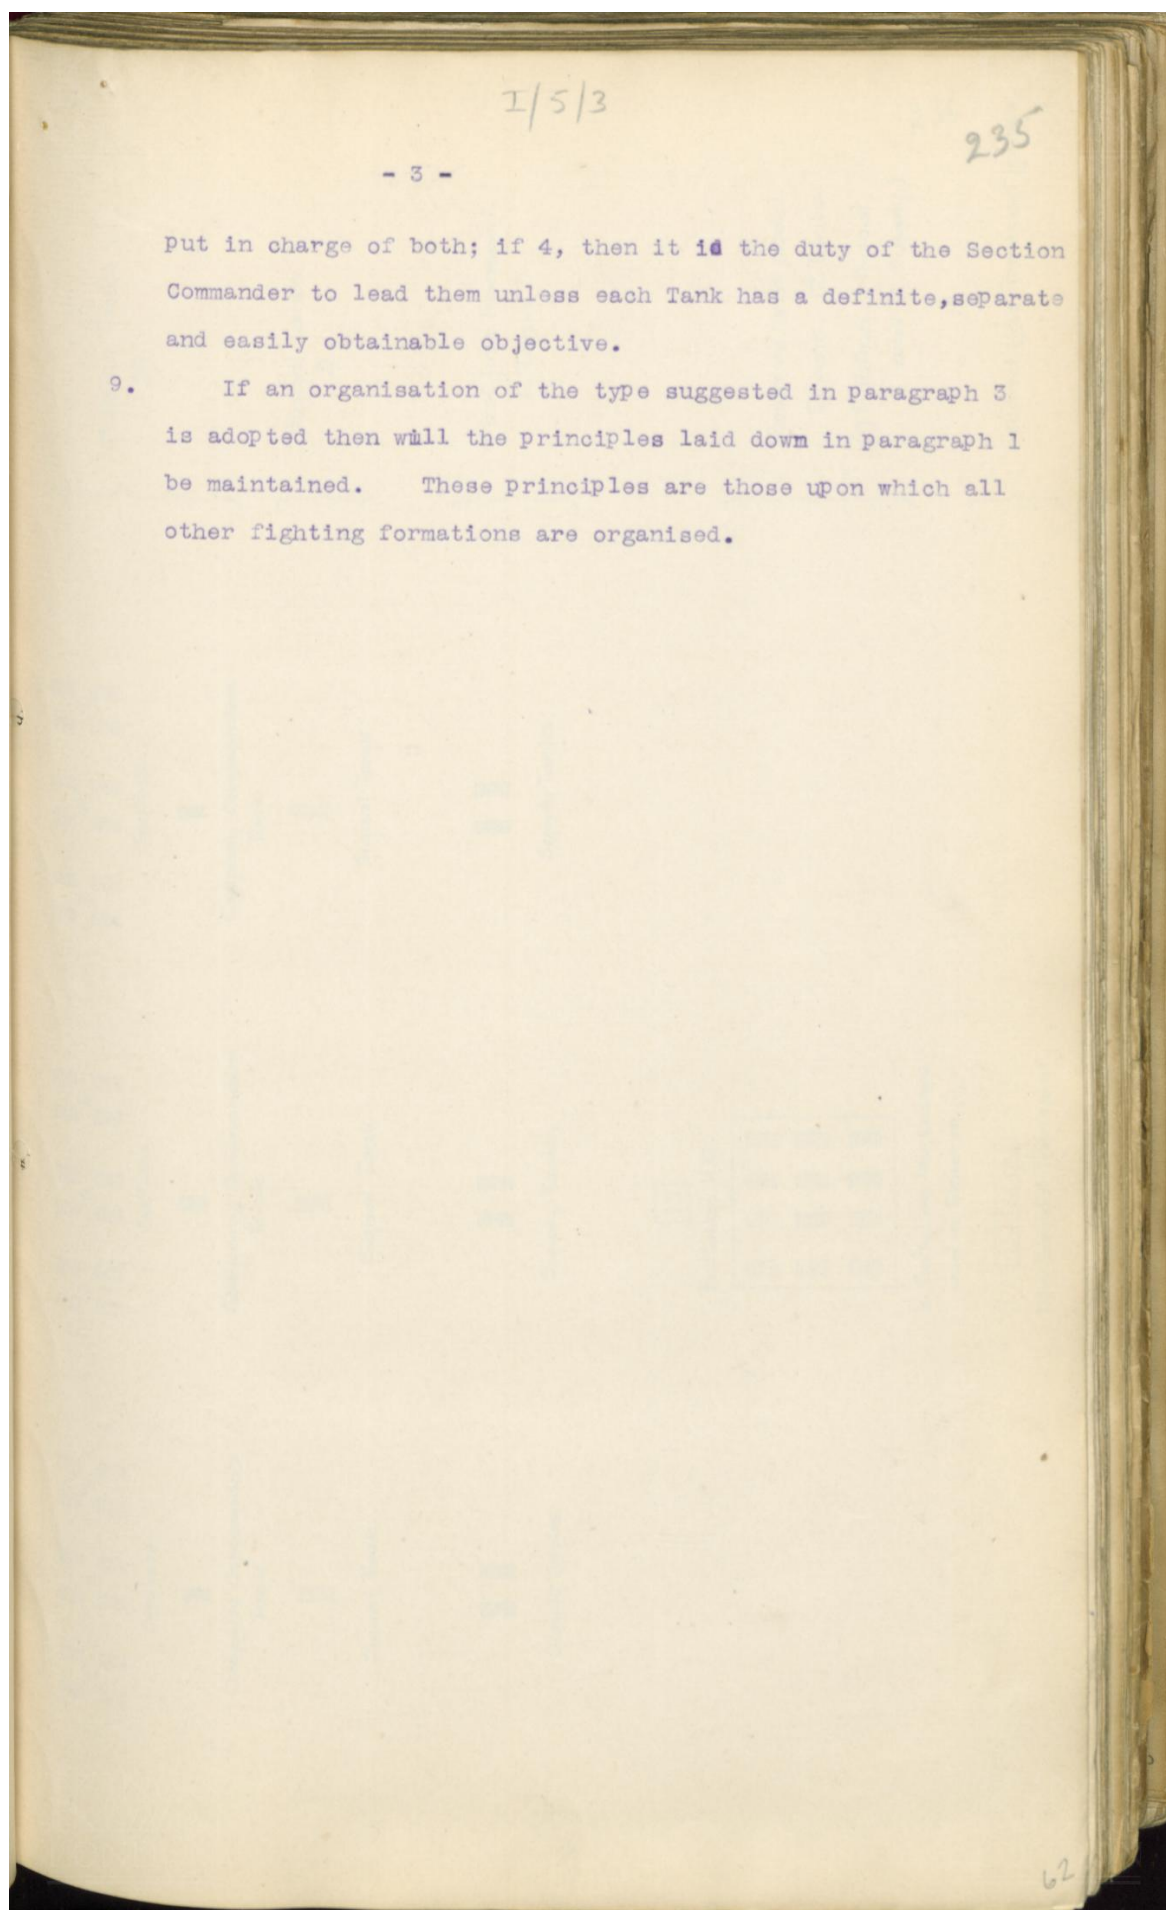 I/5/3
235
- 3 -
put in charge of both; if 4, then it is the duty of the Section
Commander to lead them unless each Tank has a definite,separate
and easily obtainable objective.
9. If an organisation of the type suggested in paragraph 3
is adopted then will the principles laid down in paragraph 1
be maintained. These principles are those upon which all
other fighting formations are organised.
62